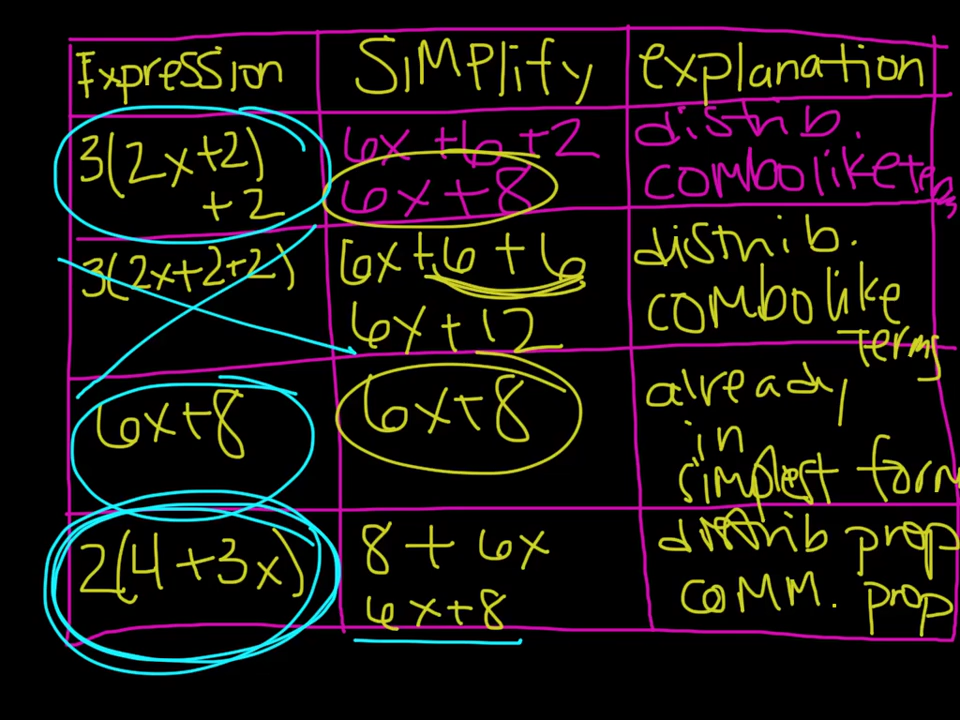 Expression SiMPlify explanation
3(2x+2)
+2
6x+6+2
6x+8
distrib.
combo like terms
3(2x+2+2)
6x+6+6
6x+12
distrib.
combo like
Terms
6x+8
6x+8
already
in
simplest form
2(4+3x)
8+6x
6x+8
distrib prop
coMM. prop